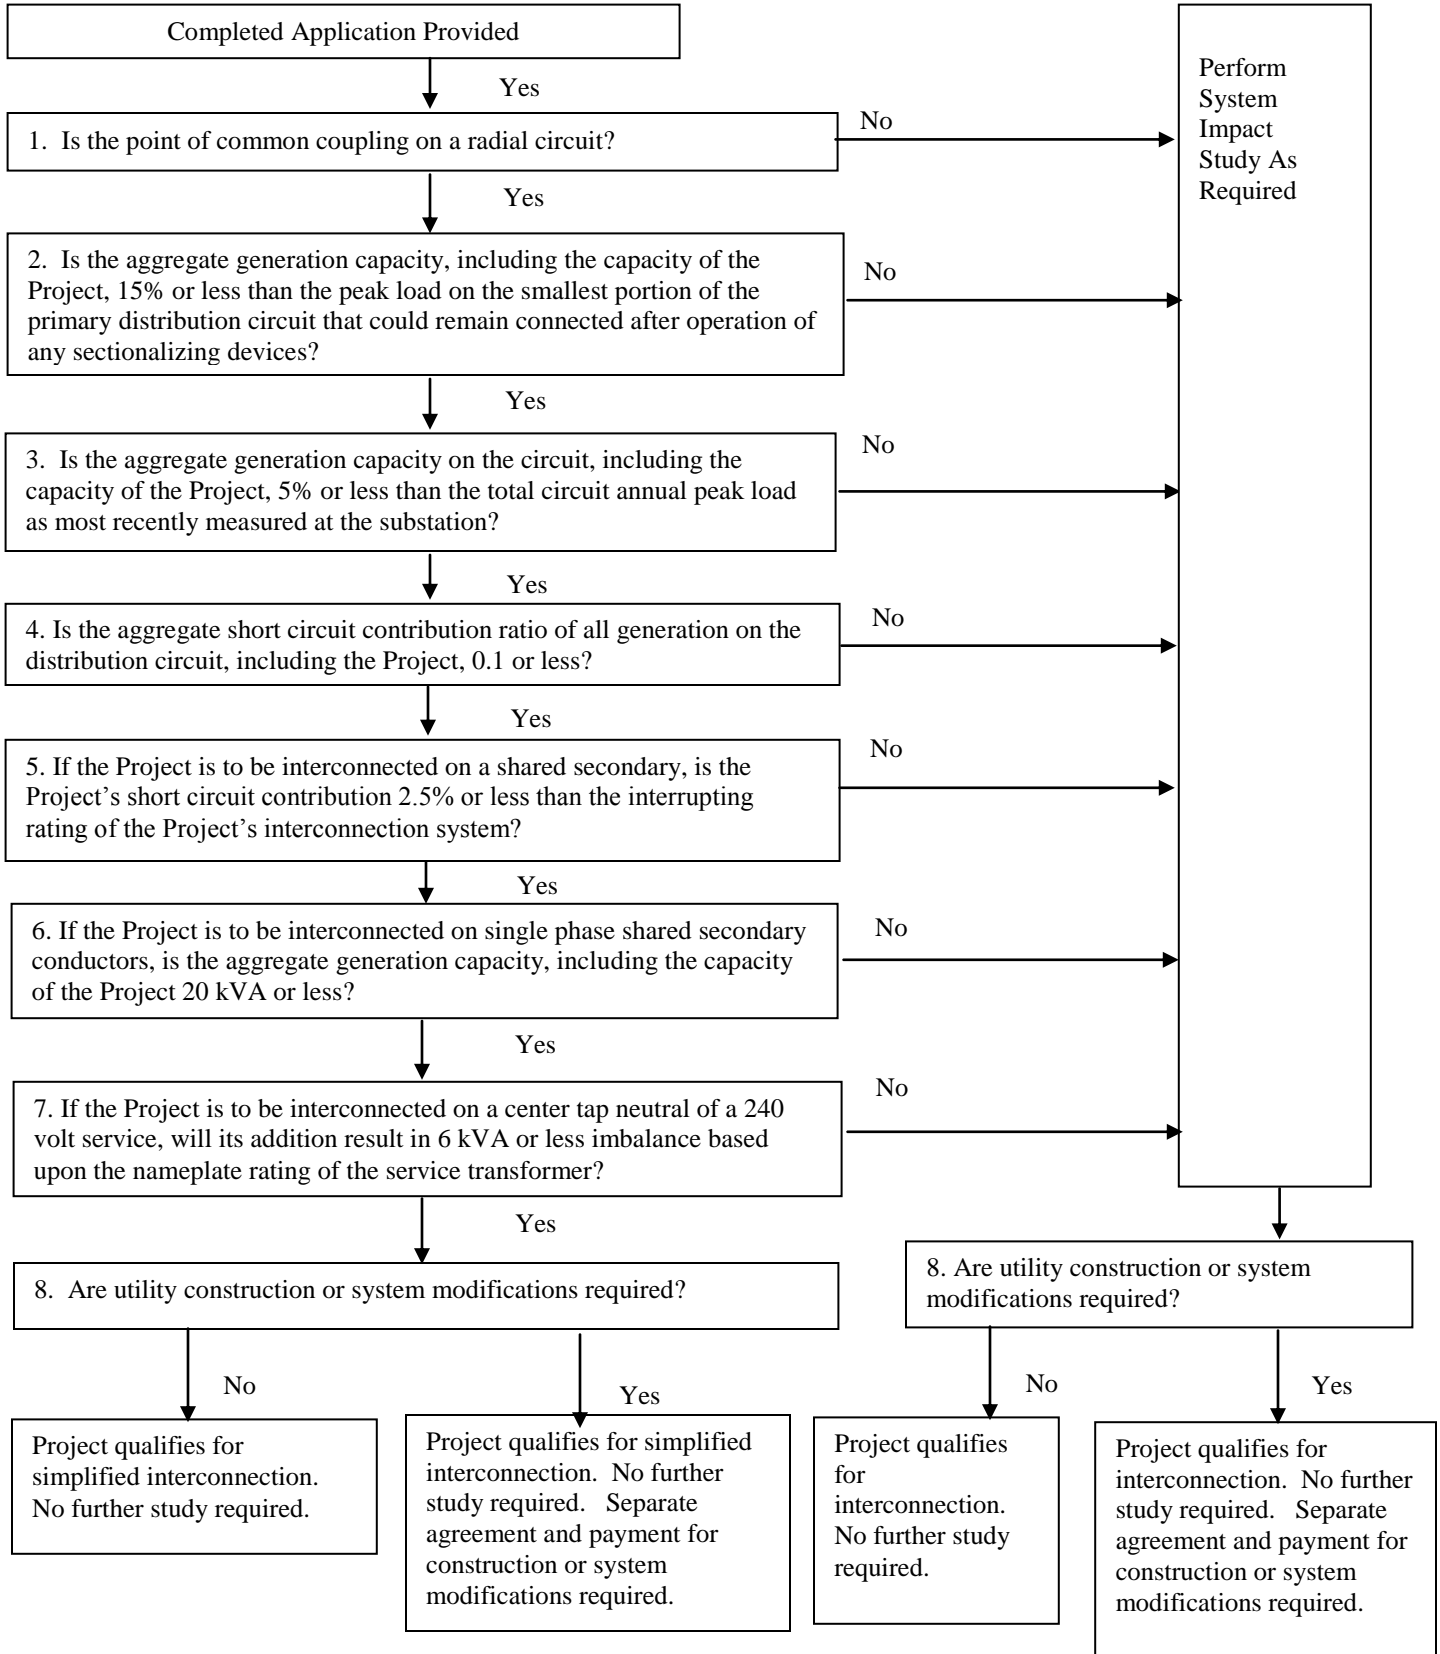 Completed Application Provided
Yes
1. Is the point of common coupling on a radial circuit?
No
Perform
System
Impact
Study As
Required
Yes
2. Is the aggregate generation capacity, including the capacity of the
Project, 15% or less than the peak load on the smallest portion of the
primary distribution circuit that could remain connected after operation of
any sectionalizing devices?
No
Yes
3. Is the aggregate generation capacity on the circuit, including the
capacity of the Project, 5% or less than the total circuit annual peak load
as most recently measured at the substation?
No
Yes
4. Is the aggregate short circuit contribution ratio of all generation on the
distribution circuit, including the Project, 0.1 or less?
No
Yes
5. If the Project is to be interconnected on a shared secondary, is the
Project’s short circuit contribution 2.5% or less than the interrupting
rating of the Project’s interconnection system?
No
Yes
6. If the Project is to be interconnected on single phase shared secondary
conductors, is the aggregate generation capacity, including the capacity
of the Project 20 kVA or less?
No
Yes
7. If the Project is to be interconnected on a center tap neutral of a 240
volt service, will its addition result in 6 kVA or less imbalance based
upon the nameplate rating of the service transformer?
No
Yes
8. Are utility construction or system modifications required?
8. Are utility construction or system
modifications required?
No
Yes
No
Yes
Project qualifies for
simplified interconnection.
No further study required.
Project qualifies for simplified
interconnection. No further
study required. Separate
agreement and payment for
construction or system
modifications required.
Project qualifies
for
interconnection.
No further study
required.
Project qualifies for
interconnection. No further
study required. Separate
agreement and payment for
construction or system
modifications required.